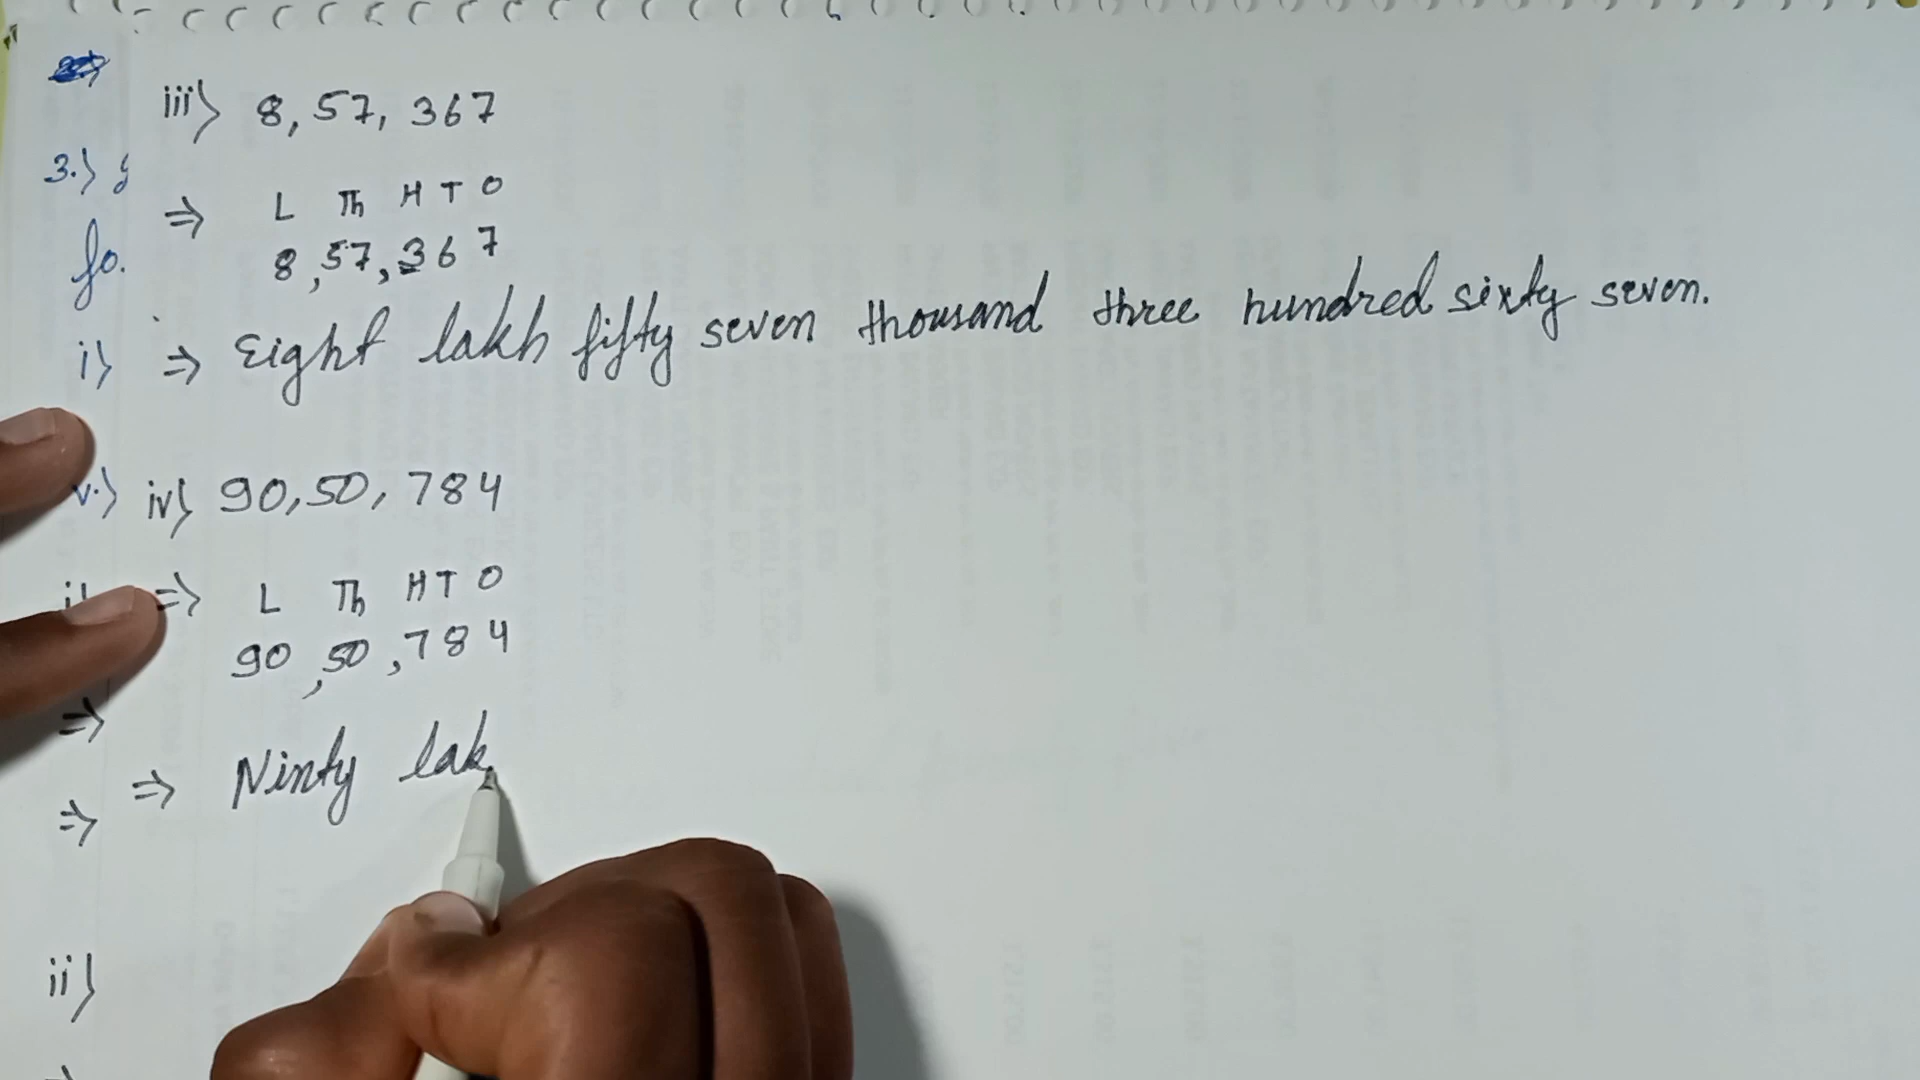 iii) 8, 57, 367
3.)
⇒ L Th H T O
8, 57, 367
fo.
i) ⇒ Eight lakh fifty seven thousand three hundred sixty seven.
v.) iv) 90, 50, 784
⇒ L Th H T O
90, 50, 784
⇒
⇒ Ninty lak
⇒
ii)